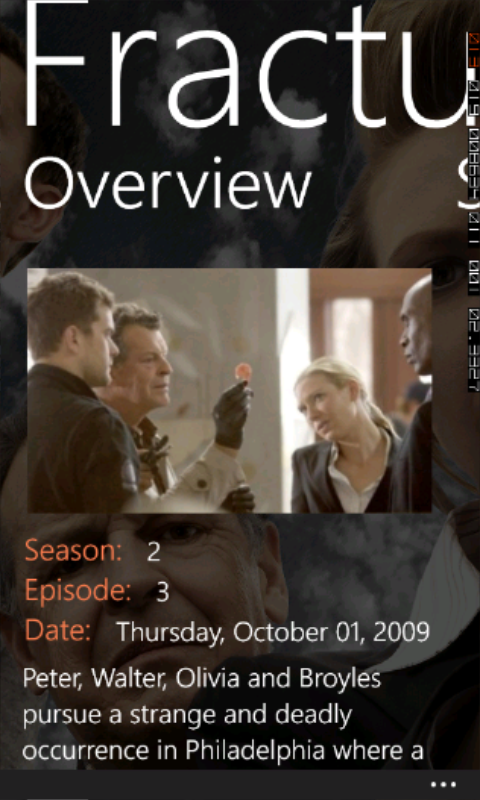 Fractu
Overview
Season: 2
Episode: 3
Date: Thursday, October 01, 2009
Peter, Walter, Olivia and Broyles
pursue a strange and deadly
occurrence in Philadelphia where a